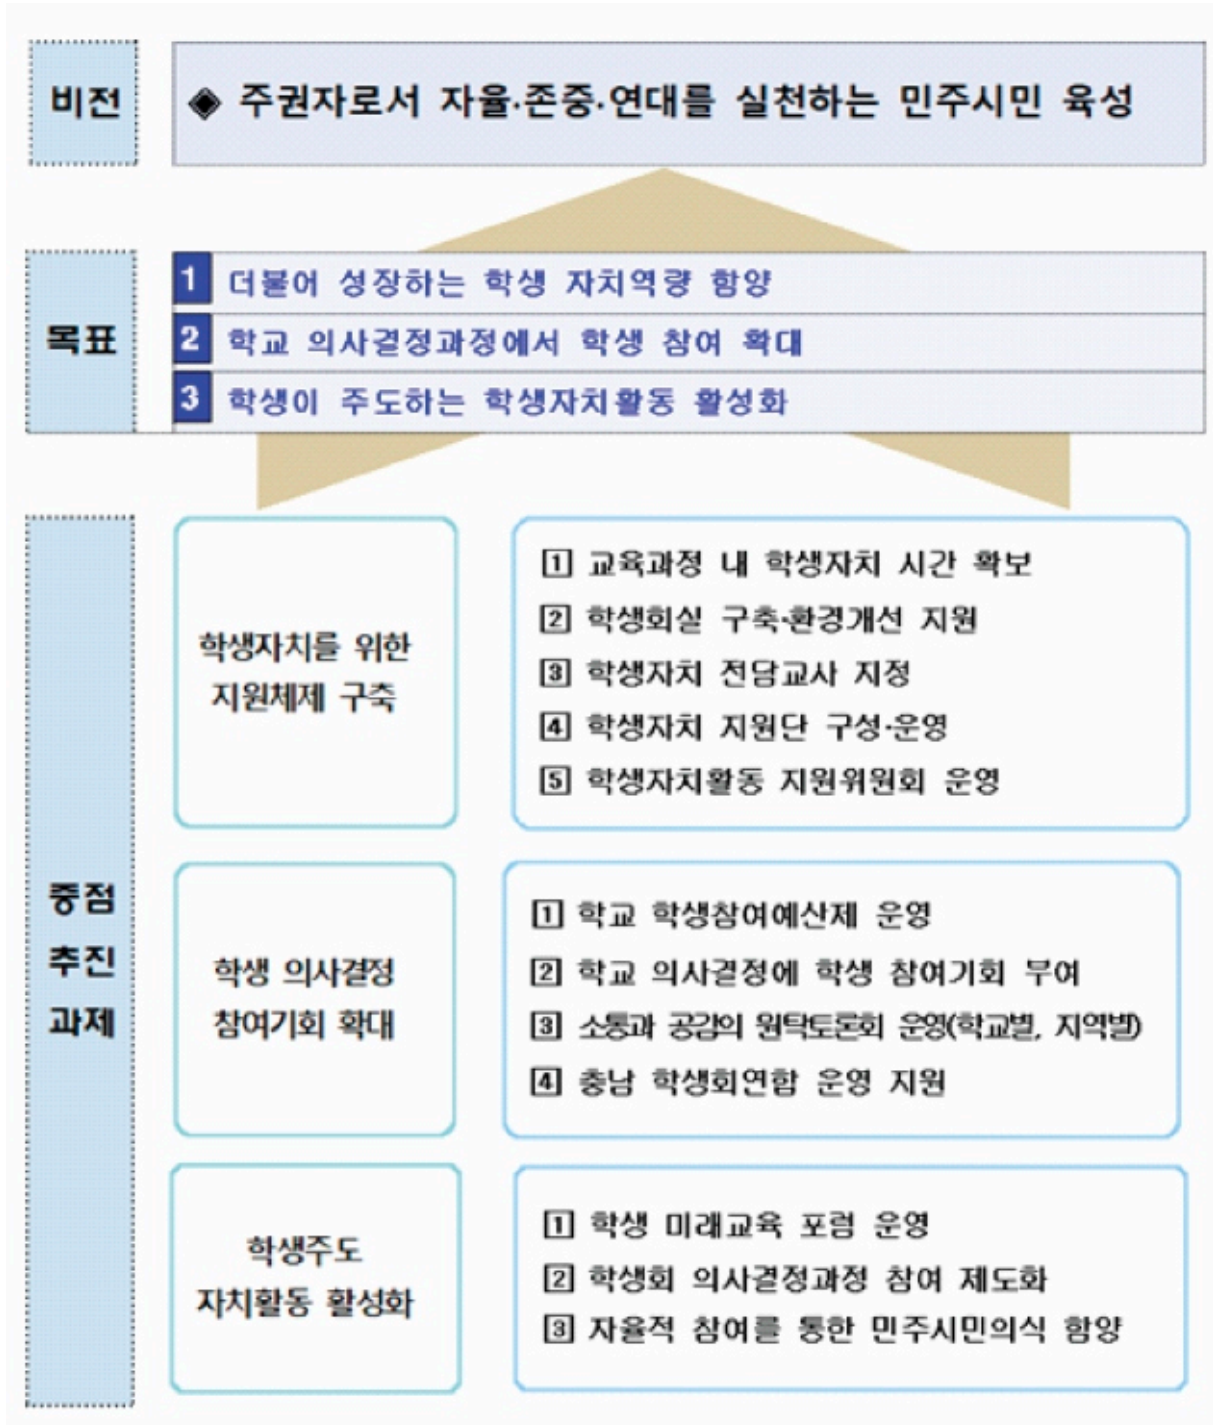 비전
◈ 주권자로서 자율·존중·연대를 실천하는 민주시민 육성
목표
1 더불어 성장하는 학생 자치역량 함양
2 학교 의사결정과정에서 학생 참여 확대
3 학생이 주도하는 학생자치활동 활성화
중점
추진
과제
학생자치를 위한
지원체제 구축
1 교육과정 내 학생자치 시간 확보
2 학생회실 구축·환경개선 지원
3 학생자치 전담교사 지정
4 학생자치 지원단 구성·운영
5 학생자치활동 지원위원회 운영
학생 의사결정
참여기회 확대
1 학교 학생참여예산제 운영
2 학교 의사결정에 학생 참여기회 부여
3 소통과 공감의 원탁토론회 운영(학교별, 지역별)
4 충남 학생회연합 운영 지원
학생주도
자치활동 활성화
1 학생 미래교육 포럼 운영
2 학생회 의사결정과정 참여 제도화
3 자율적 참여를 통한 민주시민의식 함양